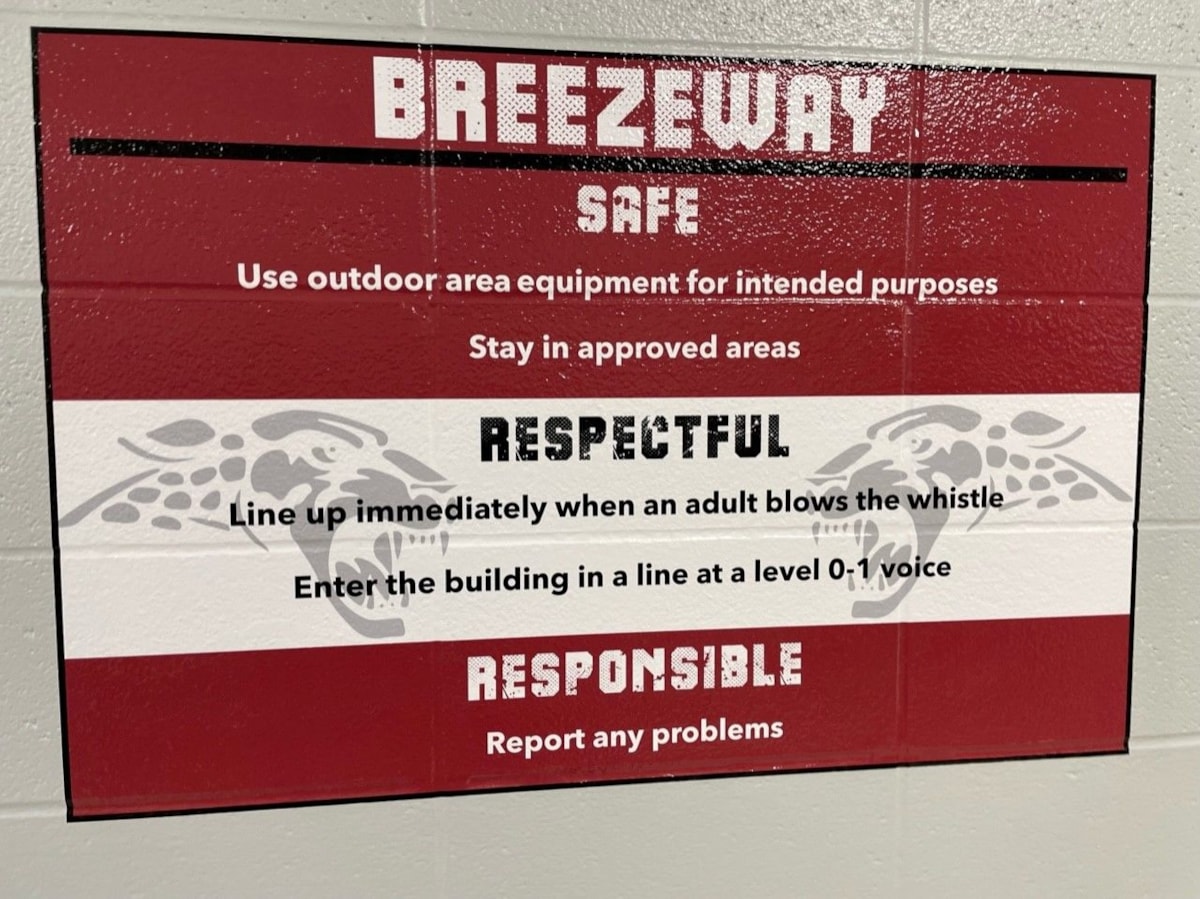 BREEZEWAY
SAFE
Use outdoor area equipment for intended purposes
Stay in approved areas
RESPECTFUL
Line up immediately when an adult blows the whistle
Enter the building in a line at a level 0-1 voice
RESPONSIBLE
Report any problems